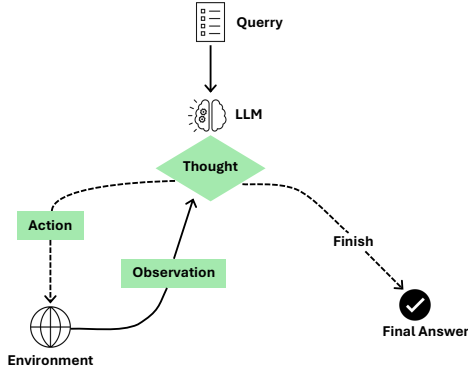 Querry
LLM
Thought
Action
Finish
Observation
Final Answer
Environment